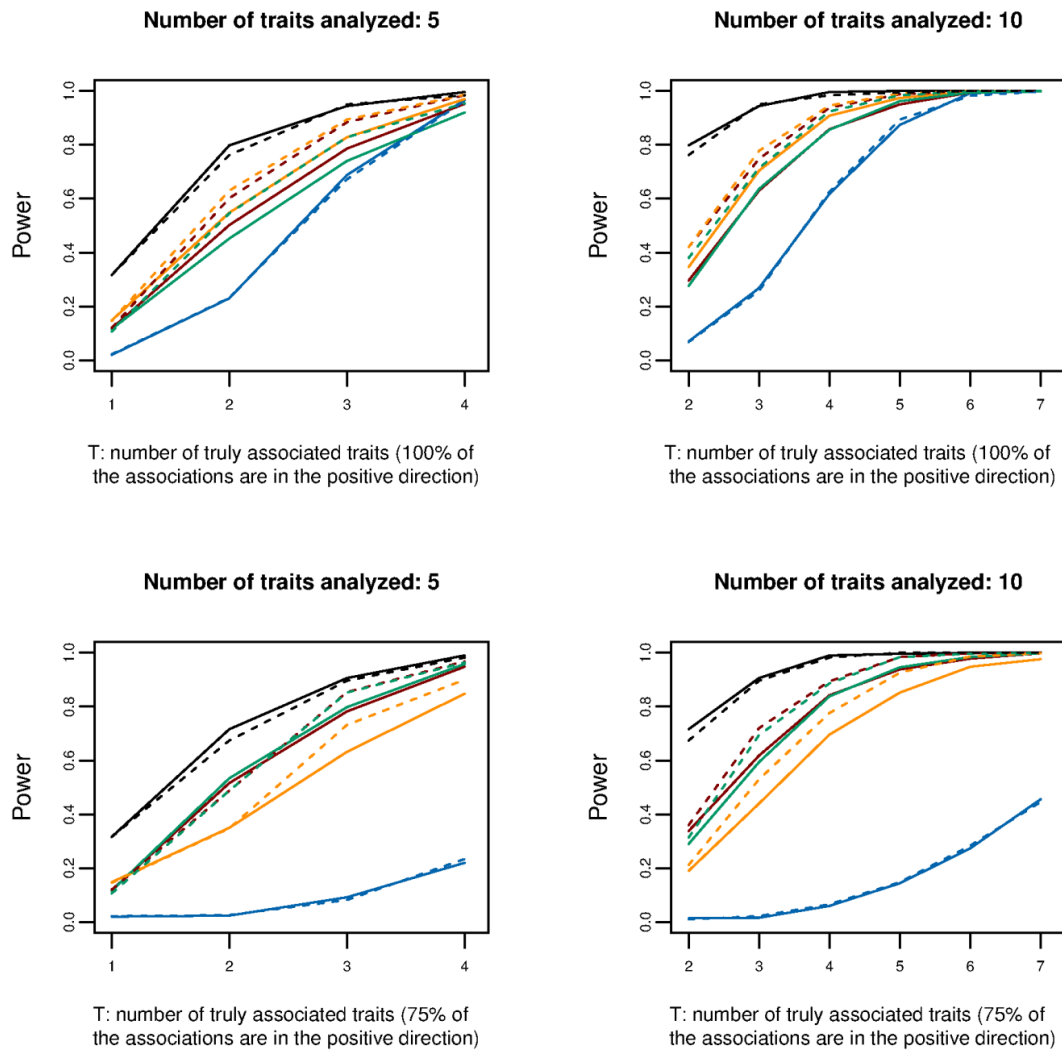 Number of traits analyzed: 5
Power
1.0
0.8
0.6
0.4
0.2
0.0
1 2 3 4
T: number of truly associated traits (100% of
the associations are in the positive direction)
Number of traits analyzed: 10
Power
1.0
0.8
0.6
0.4
0.2
0.0
2 3 4 5 6 7
T: number of truly associated traits (100% of
the associations are in the positive direction)
Number of traits analyzed: 5
Power
1.0
0.8
0.6
0.4
0.2
0.0
1 2 3 4
T: number of truly associated traits (75% of
the associations are in the positive direction)
Number of traits analyzed: 10
Power
1.0
0.8
0.6
0.4
0.2
0.0
2 3 4 5 6 7
T: number of truly associated traits (75% of
the associations are in the positive direction)